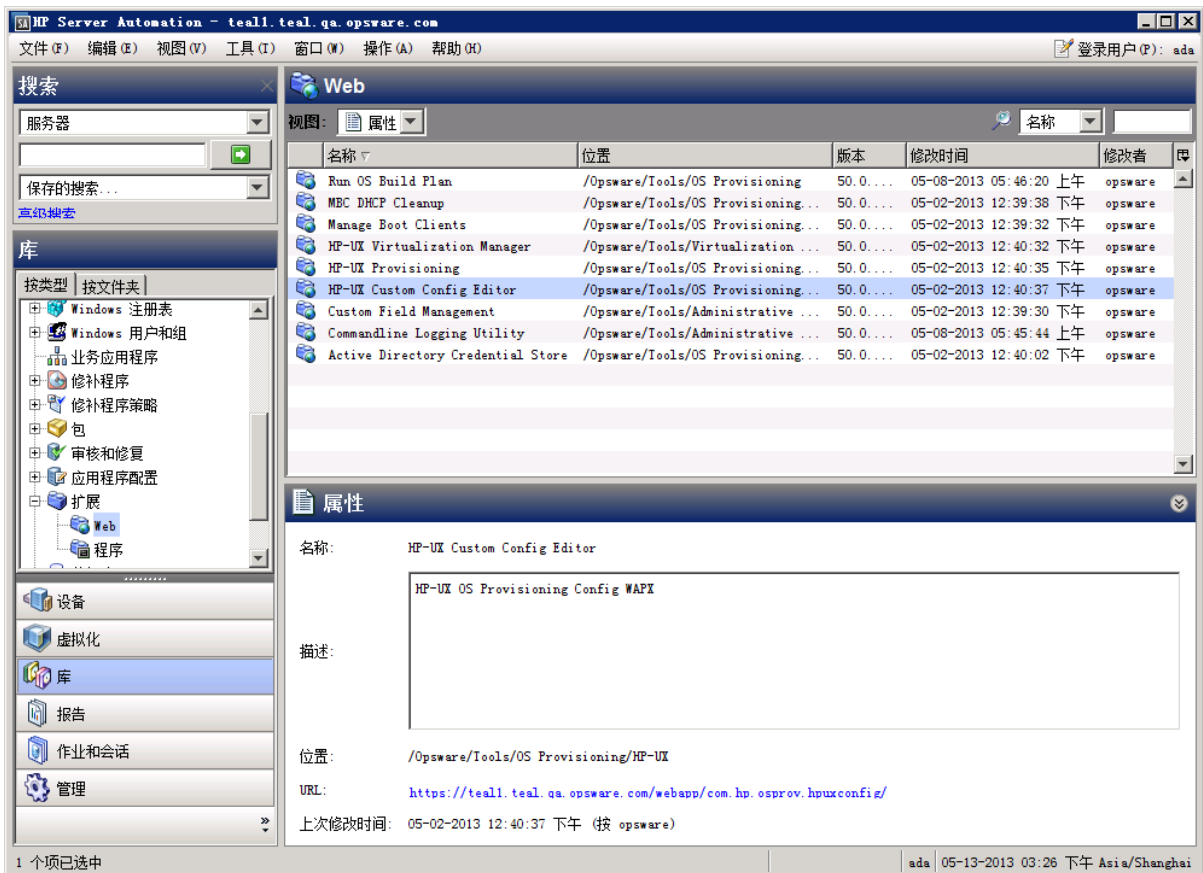 HP Server Automation - teal1.teal.qa.opsware.com
文件(F) 编辑(E) 视图(V) 工具(T) 窗口(W) 操作(A) 帮助(H) 登录用户(P): ada
搜索
服务器
保存的搜索...
高级搜索
库
按类型 按文件夹
Windows 注册表
Windows 用户和组
业务应用程序
修补程序
修补程序策略
包
审核和修复
应用程序配置
扩展
Web
程序
设备
虚拟化
库
报告
作业和会话
管理
Web
视图: 属性 名称
名称 位置 版本 修改时间 修改者
Run OS Build Plan /Opsware/Tools/OS Provisioning 50.0.... 05-08-2013 05:46:20 上午 opsware
MBC DHCP Cleanup /Opsware/Tools/OS Provisioning... 50.0.... 05-02-2013 12:39:38 下午 opsware
Manage Boot Clients /Opsware/Tools/OS Provisioning... 50.0.... 05-02-2013 12:39:32 下午 opsware
HP-UX Virtualization Manager /Opsware/Tools/Virtualization ... 50.0.... 05-02-2013 12:40:32 下午 opsware
HP-UX Provisioning /Opsware/Tools/OS Provisioning... 50.0.... 05-02-2013 12:40:35 下午 opsware
HP-UX Custom Config Editor /Opsware/Tools/OS Provisioning... 50.0.... 05-02-2013 12:40:37 下午 opsware
Custom Field Management /Opsware/Tools/Administrative ... 50.0.... 05-02-2013 12:39:30 下午 opsware
Commandline Logging Utility /Opsware/Tools/Administrative ... 50.0.... 05-08-2013 05:45:44 上午 opsware
Active Directory Credential Store /Opsware/Tools/OS Provisioning... 50.0.... 05-02-2013 12:40:02 下午 opsware
属性
名称: HP-UX Custom Config Editor
描述: HP-UX OS Provisioning Config WAPX
位置: /Opsware/Tools/OS Provisioning/HP-UX
URL: https://teal1.teal.qa.opsware.com/webapp/com.hp.osprov.hpuxconfig/
上次修改时间: 05-02-2013 12:40:37 下午 (按 opsware)
1 个项已选中 ada 05-13-2013 03:26 下午 Asia/Shanghai